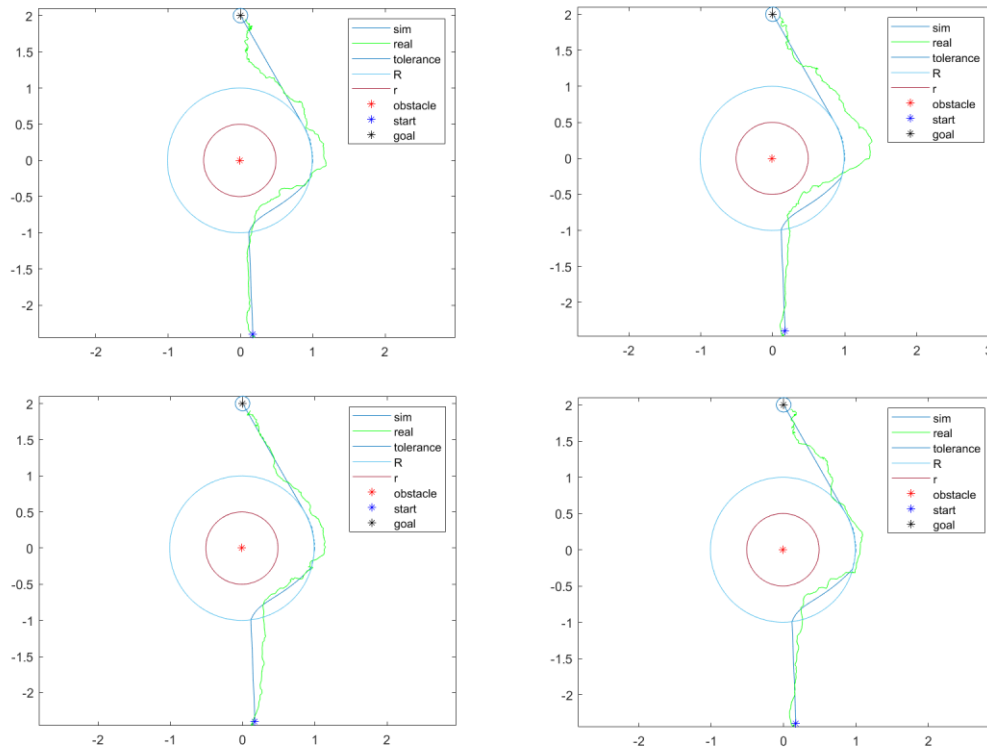 2
1.5
1
0.5
0
-0.5
-1
-1.5
-2
-2 -1 0 1 2
sim
real
tolerance
R
r
obstacle
start
goal
2
1.5
1
0.5
0
-0.5
-1
-1.5
-2
-2 -1 0 1 2 3
sim
real
tolerance
R
r
obstacle
start
goal
2
1.5
1
0.5
0
-0.5
-1
-1.5
-2
-2 -1 0 1 2
sim
real
tolerance
R
r
obstacle
start
goal
2
1.5
1
0.5
0
-0.5
-1
-1.5
-2
-2 -1 0 1 2
sim
real
tolerance
R
r
obstacle
start
goal